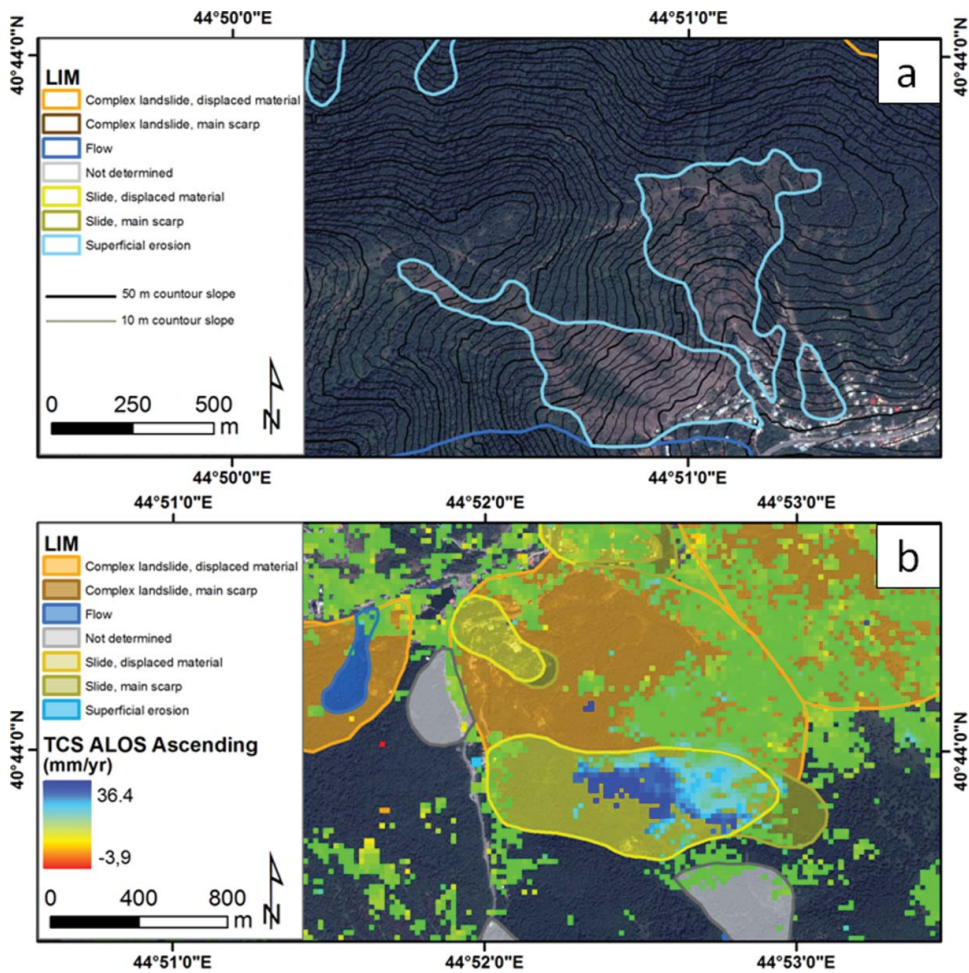 44°50'0"E 44°51'0"E
40°44'0"N 40°44'0"N
a
LIM
Complex landslide, displaced material
Complex landslide, main scarp
Flow
Not determined
Slide, displaced material
Slide, main scarp
Superficial erosion
50 m countour slope
10 m countour slope
0 250 500
m
N
44°50'0"E 44°51'0"E
44°51'0"E 44°52'0"E 44°53'0"E
b
LIM
Complex landslide, displaced material
Complex landslide, main scarp
Flow
Not determined
Slide, displaced material
Slide, main scarp
Superficial erosion
40°44'0"N 40°44'0"N
TCS ALOS Ascending
(mm/yr)
36.4
-3,9
0 400 800
m
N
44°51'0"E 44°52'0"E 44°53'0"E